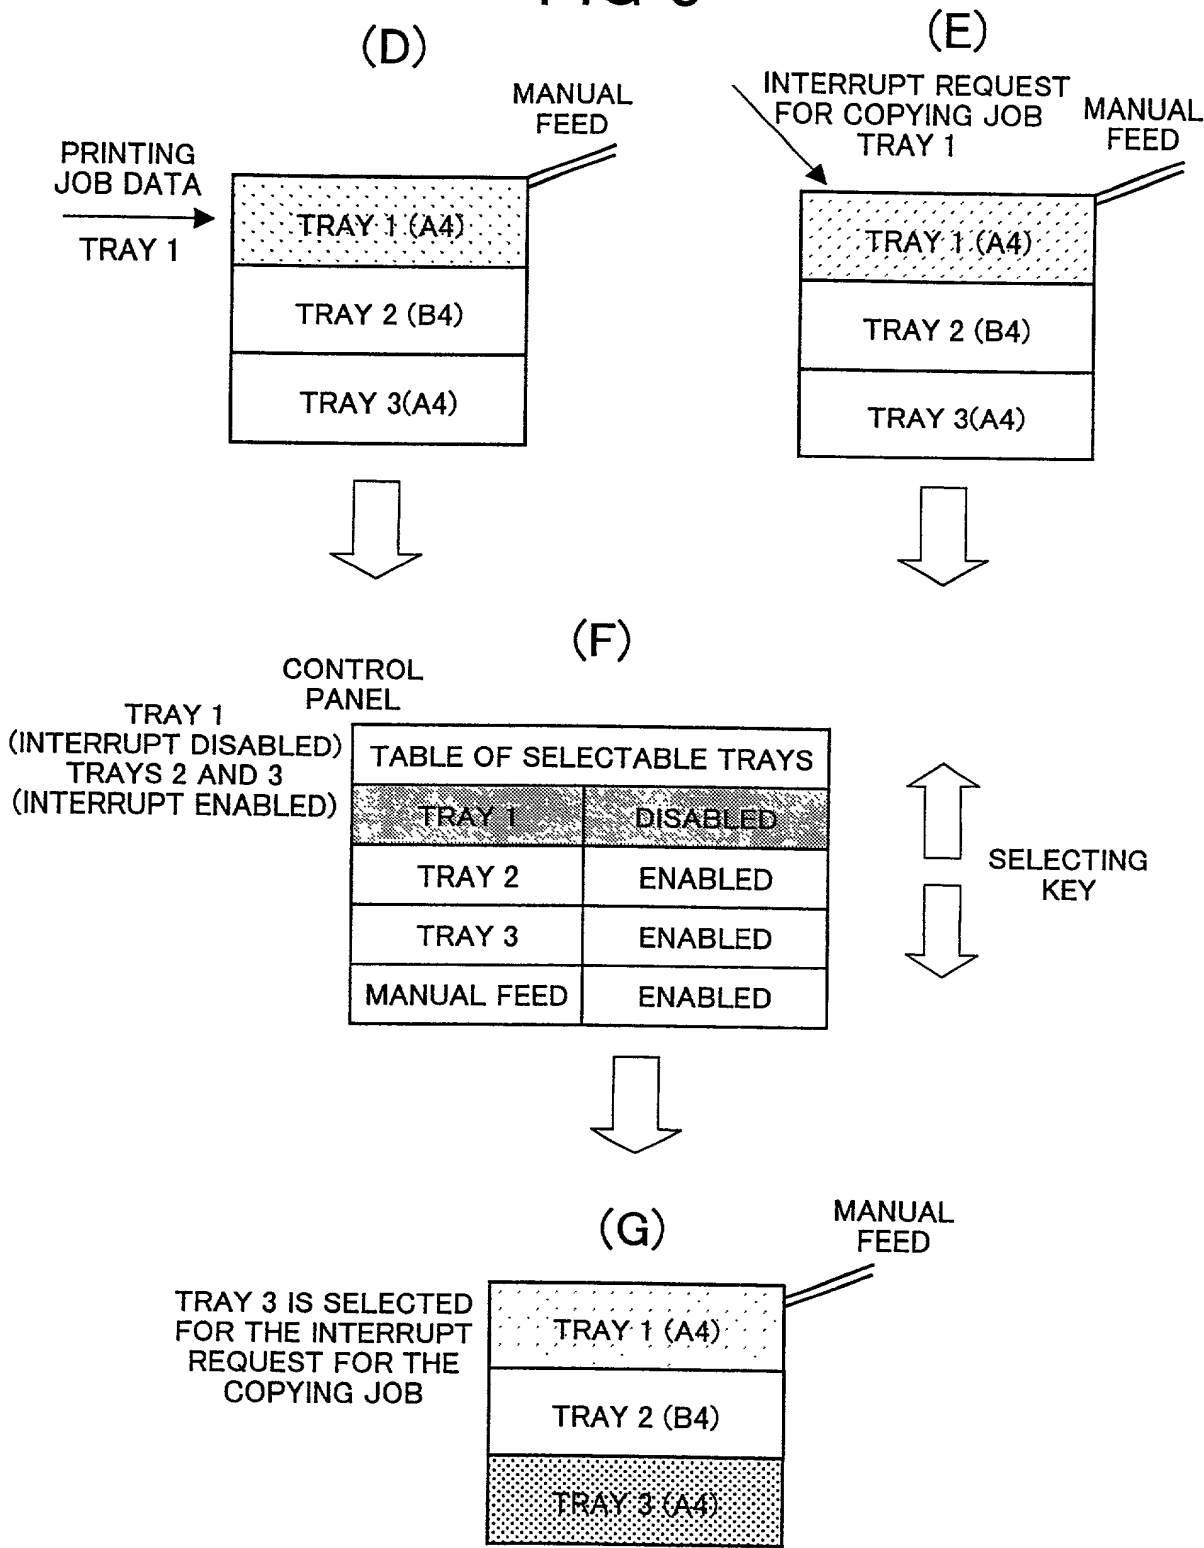 (D)
MANUAL
FEED
PRINTING
JOB DATA
TRAY 1
TRAY 1 (A4)
TRAY 2 (B4)
TRAY 3(A4)
(E)
INTERRUPT REQUEST
FOR COPYING JOB
TRAY 1
MANUAL
FEED
TRAY 1 (A4)
TRAY 2 (B4)
TRAY 3(A4)
(F)
CONTROL
PANEL
TRAY 1
(INTERRUPT DISABLED)
TRAYS 2 AND 3
(INTERRUPT ENABLED)
TABLE OF SELECTABLE TRAYS
TRAY 1 DISABLED
TRAY 2 ENABLED
TRAY 3 ENABLED
MANUAL FEED ENABLED
SELECTING
KEY
(G)
MANUAL
FEED
TRAY 3 IS SELECTED
FOR THE INTERRUPT
REQUEST FOR THE
COPYING JOB
TRAY 1 (A4)
TRAY 2 (B4)
TRAY 3 (A4)